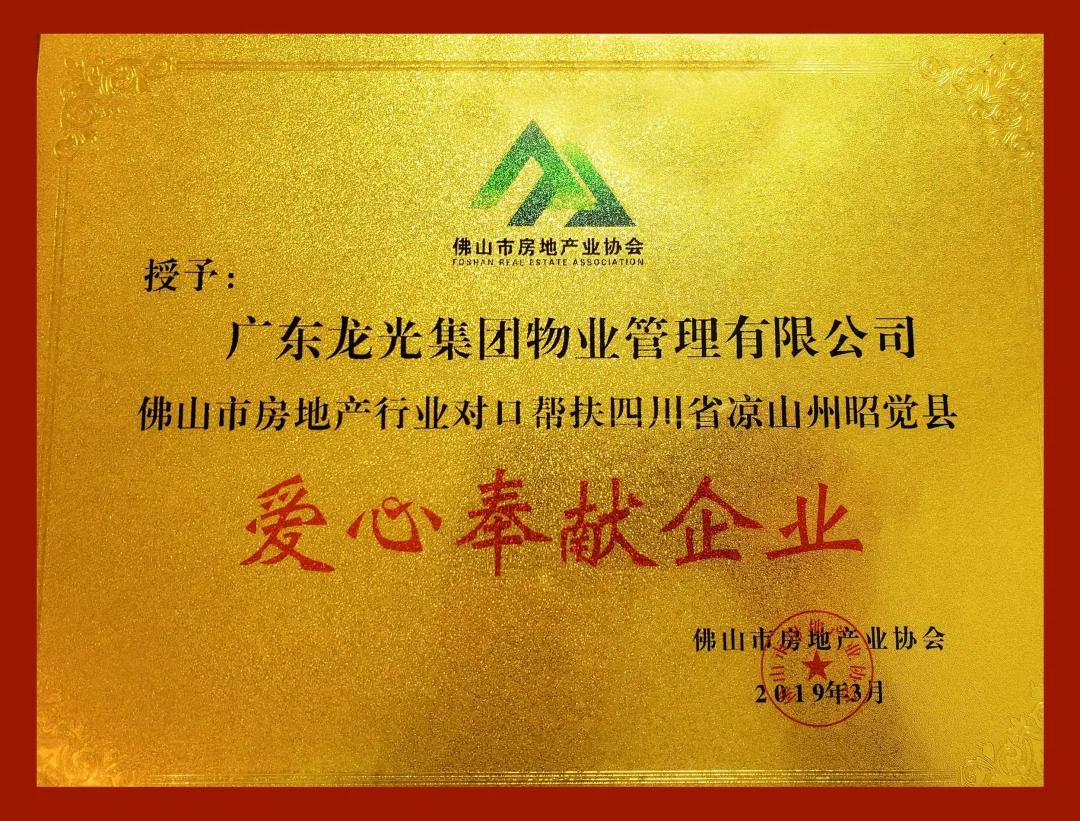 佛山市房地产业协会
FOSHAN REAL ESTATE ASSOCIATION
授予：
广东龙光集团物业管理有限公司
佛山市房地产行业对口帮扶四川省凉山州昭觉县
爱心奉献企业
佛山市房地产业协会
2019年3月